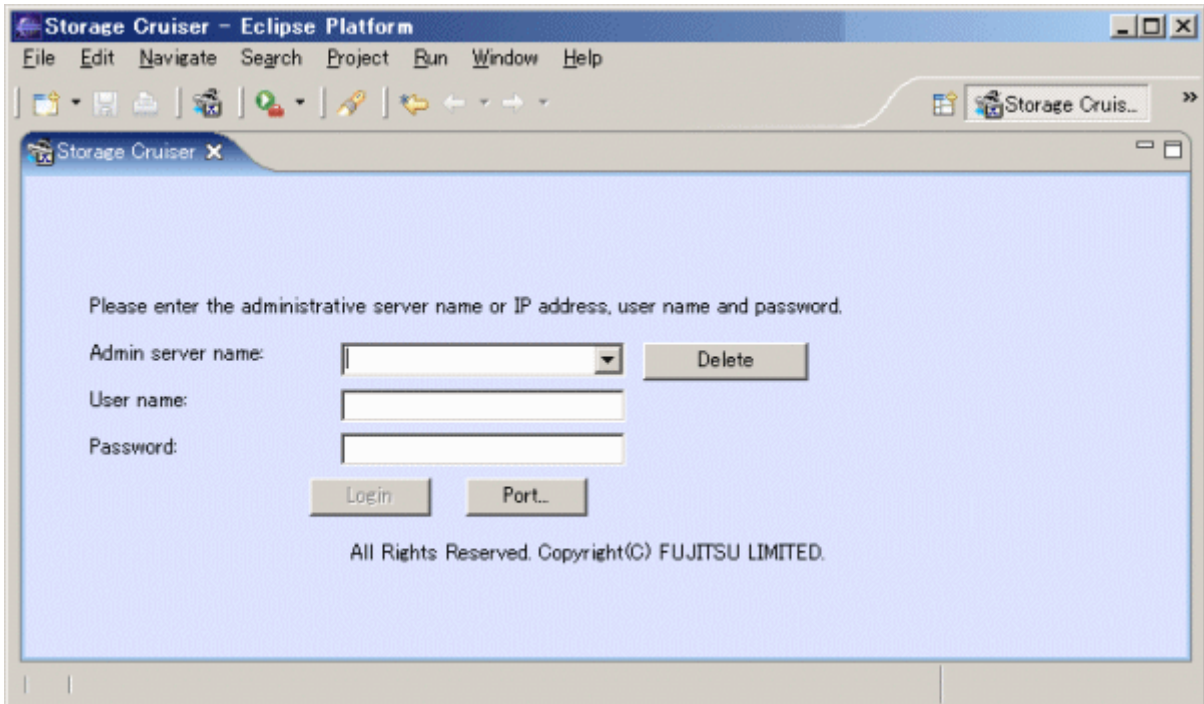 Storage Cruiser - Eclipse Platform
File Edit Navigate Search Project Run Window Help
Storage Cruis...
Storage Cruiser
Please enter the administrative server name or IP address, user name and password.
Admin server name:
Delete
User name:
Password:
Login Port...
All Rights Reserved. Copyright(C) FUJITSU LIMITED.